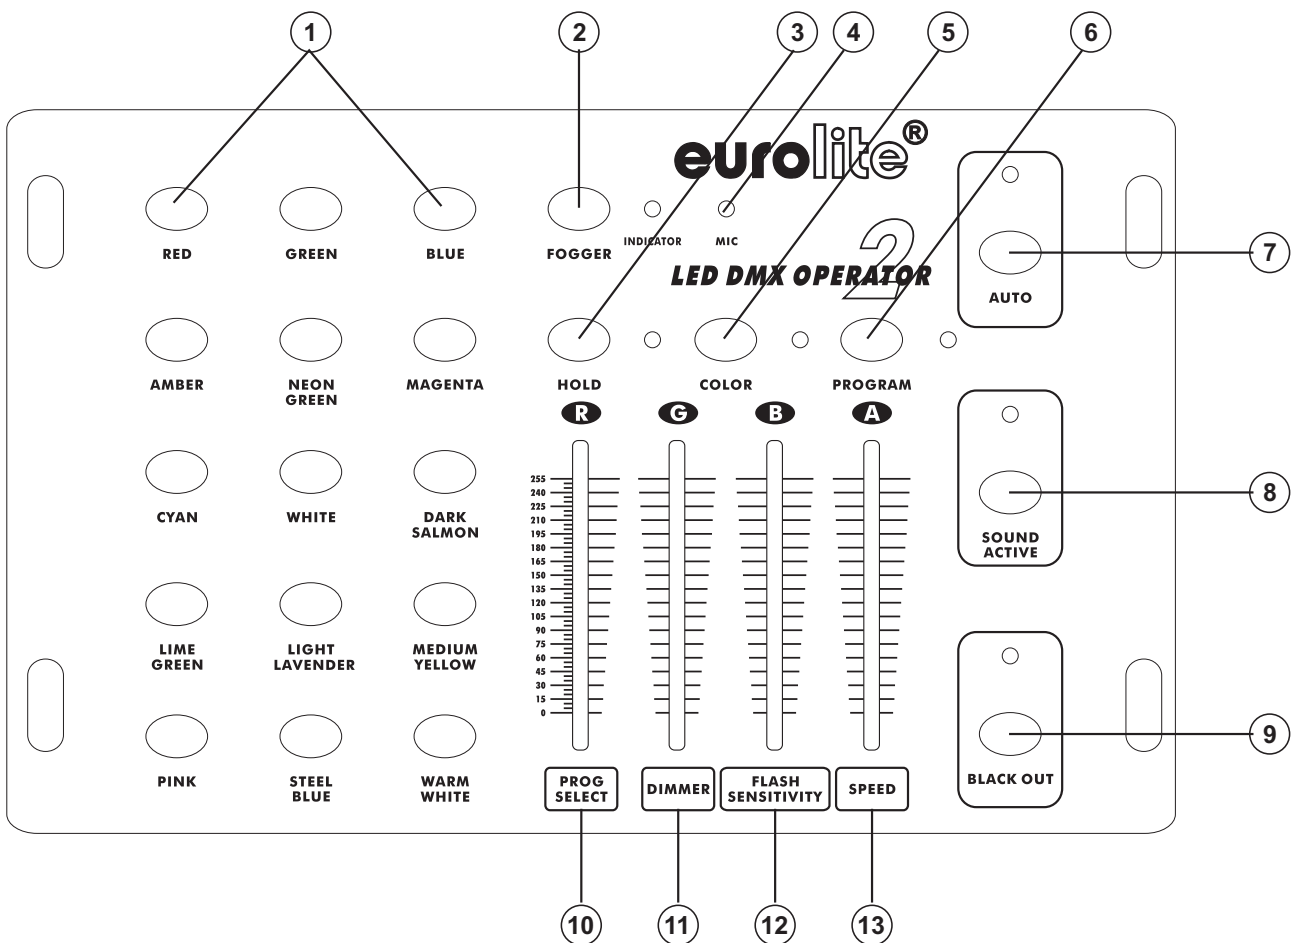 1 2 3 4 5 6
eurolite®
RED GREEN BLUE FOGGER INDICATOR MIC
2
LED DMX OPERATOR
7
AUTO
AMBER NEON GREEN MAGENTA HOLD COLOR PROGRAM
R G B A
255
240
225
210
195
180
165
150
135
120
105
90
75
60
45
30
15
0
CYAN WHITE DARK SALMON
8
SOUND
ACTIVE
LIME GREEN LIGHT LAVENDER MEDIUM YELLOW
9
BLACK OUT
PINK STEEL BLUE WARM WHITE
PROG SELECT DIMMER FLASH SENSITIVITY SPEED
10 11 12 13